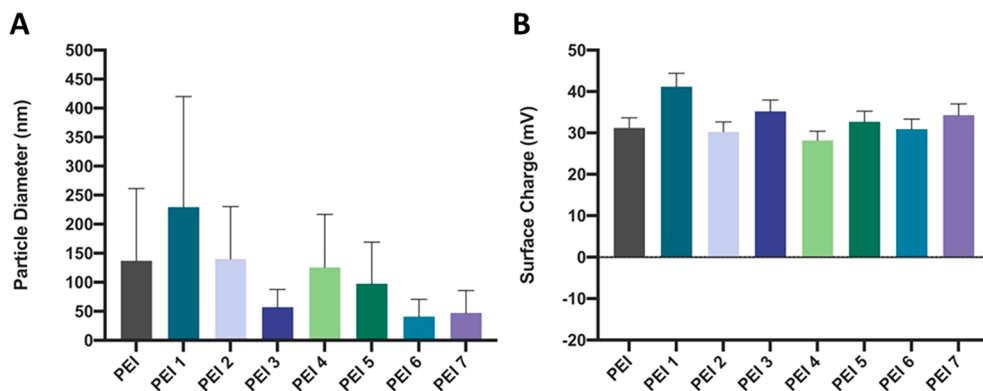 A
Particle Diameter (nm)
500
450
400
350
300
250
200
150
100
50
0
PEI
PEI 1
PEI 2
PEI 3
PEI 4
PEI 5
PEI 6
PEI 7
B
Surface Charge (mV)
50
40
30
20
10
0
-10
-20
PEI
PEI 1
PEI 2
PEI 3
PEI 4
PEI 5
PEI 6
PEI 7